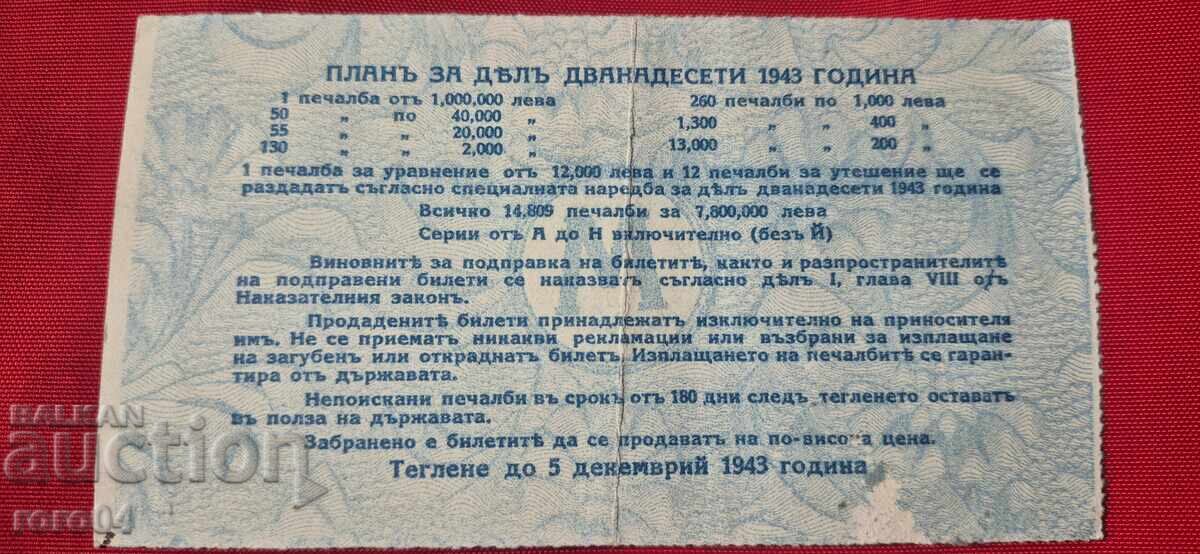 ПЛАНЪ ЗА ДѢЛЪ ДВАНАДЕСЕТИ 1943 ГОДИНА
1 печалба отъ 1,000,000 лева 260 печалби по 1,000 лева
50 „ по 40,000 „ 1,300 „ „ 400 „
55 „ „ 20,000 „ 13,000 „ „ 200 „
130 „ „ 2,000 „
1 печалба за уравнение отъ 12,000 лева и 12 печалби за утешение ще се
раздадатъ съгласно специалната наредба за дѣлъ дванадесети 1943 година
Всичко 14.809 печалби за 7,800,000 лева
Серии отъ А до Н включително (безъ Й)
Виновнитѣ за подправка на билетитѣ, както и разпространителитѣ
на подправени билети се наказватъ съгласно дѣлъ I, глава VIII отъ
Наказателния законъ.
Продаденитѣ билети принадлежатъ изключително на приносителя
имъ. Не се приематъ никакви рекламации или възбрани за изплащане
на загубенъ или откраднатъ билетъ. Изплащането на печалбитѣ се гаран-
тира отъ държавата.
Непоискани печалби въ срокъ отъ 180 дни следъ тегленето оставатъ
въ полза на държавата.
Забранено е билетитѣ да се продаватъ на по-висока цена.
Теглене до 5 декемврий 1943 година
BALKAN
auction
roro04